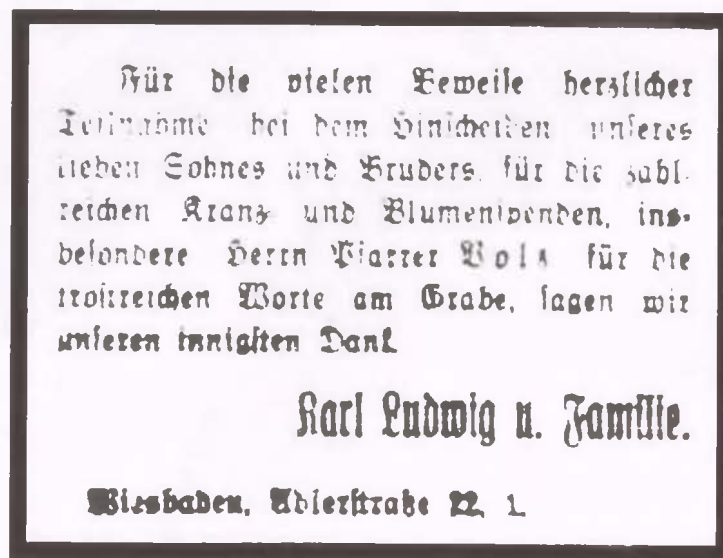 Für die vielen Beweise herzlicher
Teilnahme bei dem Hinscheiden unseres
lieben Sohnes und Bruders, für die zahl-
reichen Kranz- und Blumenspenden, ins-
besondere Herrn Pfarrer für die
trostreichen Worte am Grabe, sagen wir
unseren innigsten Dank.
Karl Ludwig u. Familie.
Wiesbaden, Adlerstraße 22, 1.